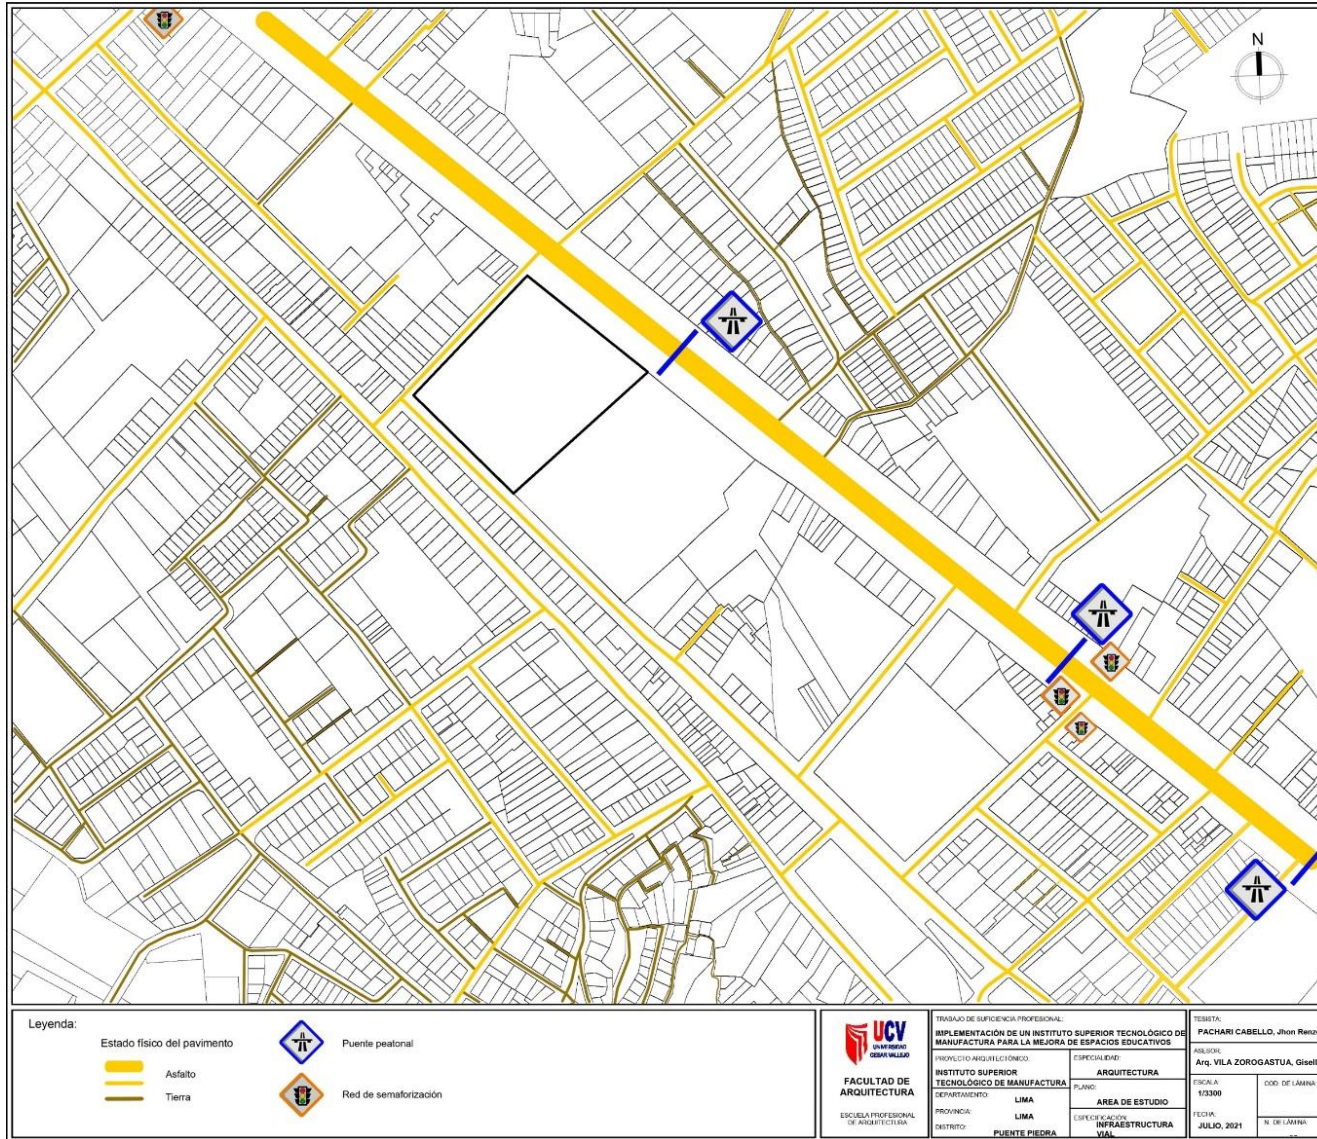 N
Leyenda:
Estado físico del pavimento
Asfalto
Tierra
Puente peatonal
Red de semaforización
UCV
UNIVERSIDAD
CESAR VALLEJO
FACULTAD DE
ARQUITECTURA
ESCUELA PROFESIONAL
DE ARQUITECTURA
TRABAJO DE SUFICIENCIA PROFESIONAL:
IMPLEMENTACIÓN DE UN INSTITUTO SUPERIOR TECNOLÓGICO DE
MANUFACTURA PARA LA MEJORA DE ESPACIOS EDUCATIVOS
PROYECTO ARQUITECTÓNICO:
INSTITUTO SUPERIOR
TECNOLÓGICO DE MANUFACTURA
ESPECIALIDAD:
ARQUITECTURA
DEPARTAMENTO:
LIMA
PROVINCIA:
LIMA
DISTRITO:
PUENTE PIEDRA
PLANO:
AREA DE ESTUDIO
ESPECIFICACIÓN:
INFRAESTRUCTURA
VIAL
TESISTA:
PACHARI CABELLO, Jhon Renzo
ASESOR:
Arq. VILA ZOROGASTUA, Gisell
ESCALA:
1/3300
COD. DE LÁMINA:
FECHA:
JULIO, 2021
N. DE LÁMINA